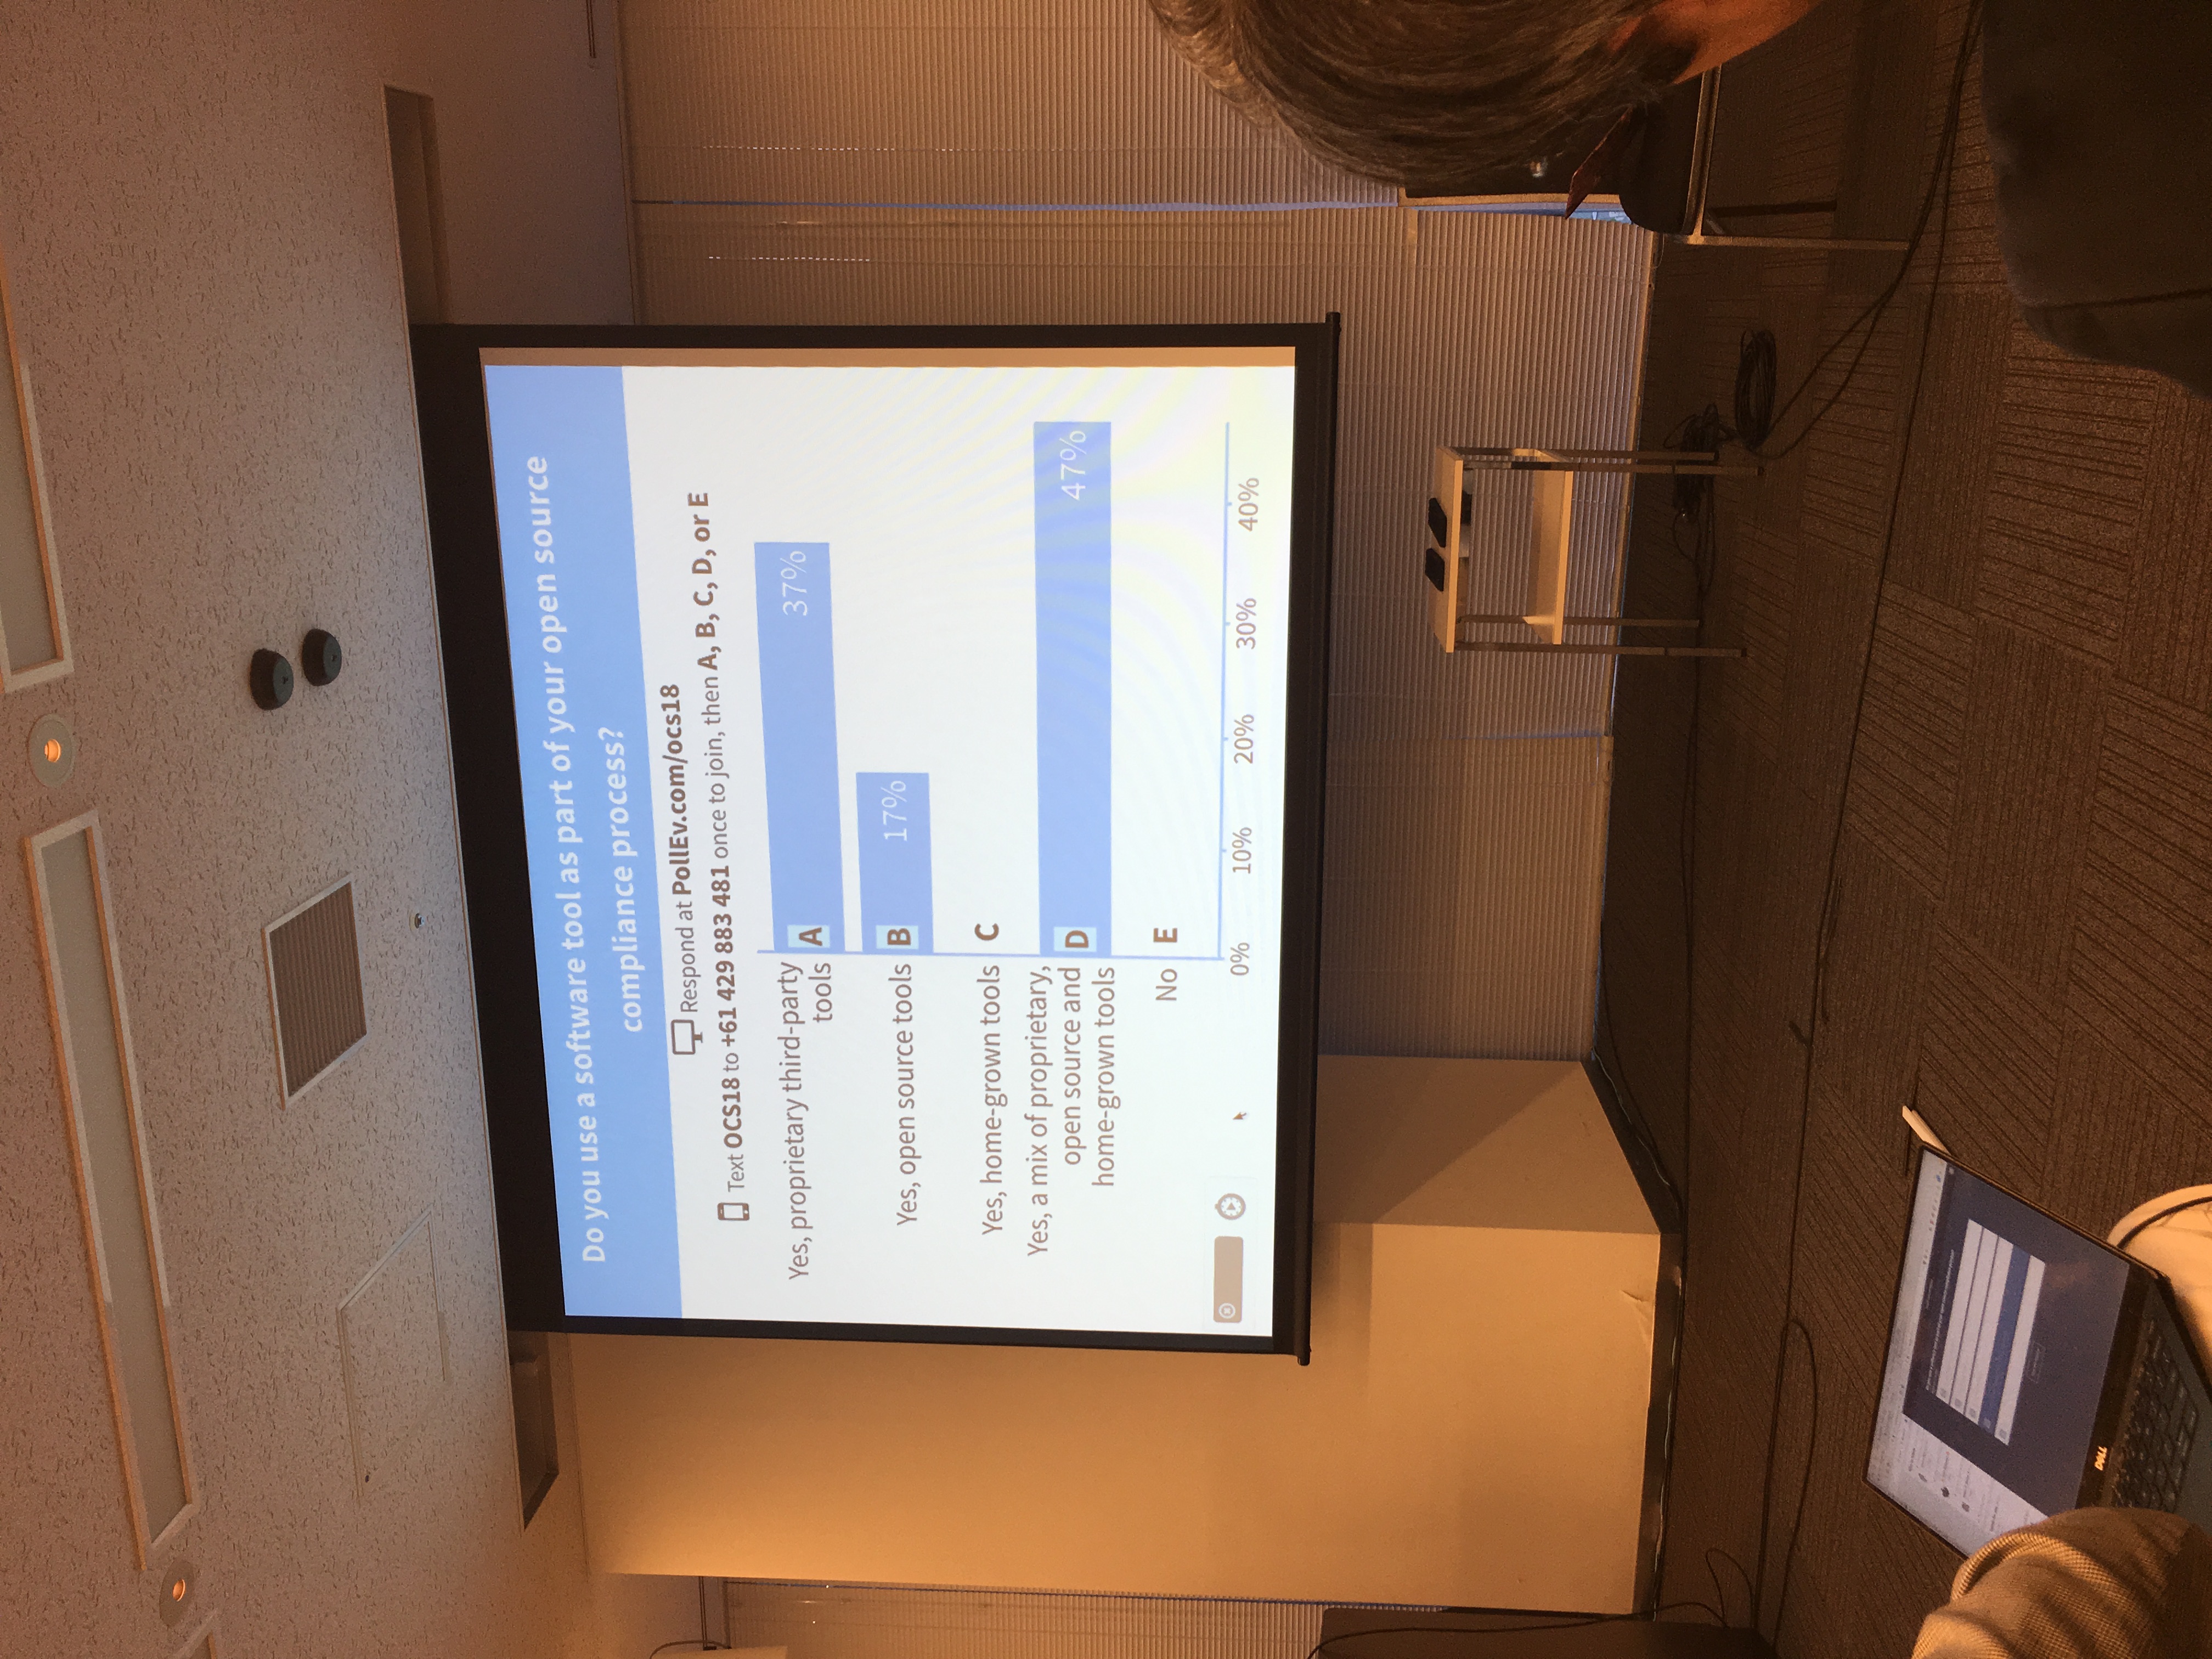 Do you use a software tool as part of your open source
compliance process?
Respond at PollEv.com/ocs18
Text OCS18 to +61 429 883 481 once to join, then A, B, C, D, or E
Yes, proprietary third-party
tools
A
37%
Yes, open source tools
B
17%
Yes, home-grown tools
C
Yes, a mix of proprietary,
open source and
home-grown tools
D
47%
No
E
0%
10%
20%
30%
40%
DELL